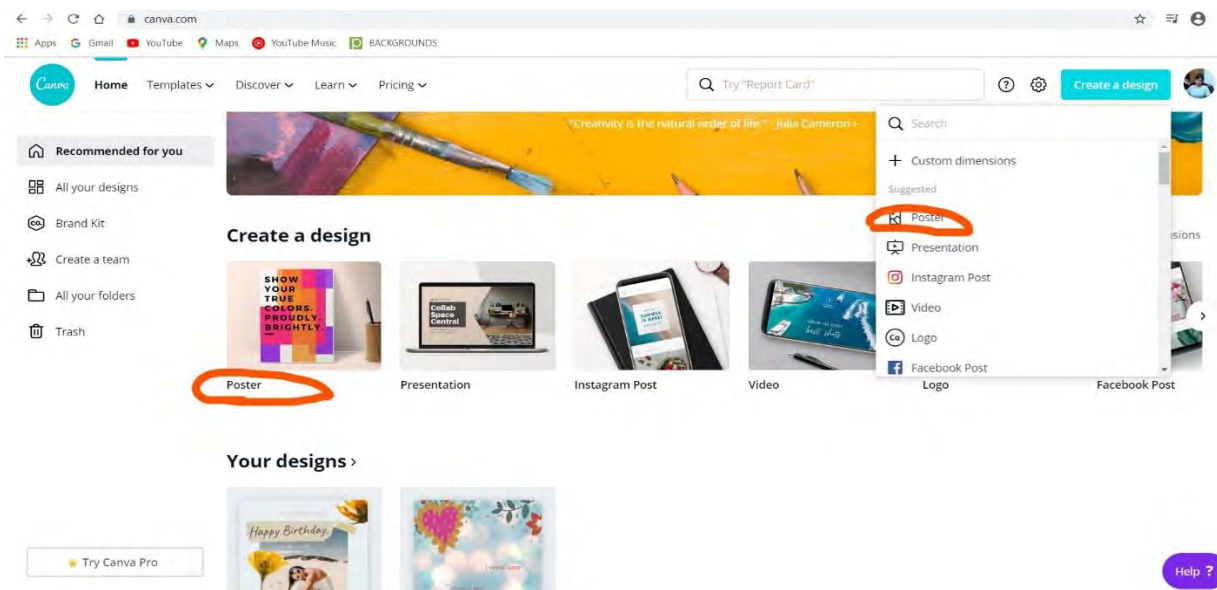 canva.com
Apps Gmail YouTube Maps YouTube Music BACKGROUNDS
Canva Home Templates Discover Learn Pricing Try "Report Card" Create a design
"Creativity is the natural order of life." - Julia Cameron
Search
Custom dimensions
Suggested
Poster
Presentation
Instagram Post
Video
Logo
Facebook Post
Recommended for you
All your designs
Brand Kit
Create a team
All your folders
Trash
Create a design
SHOW
YOUR
TRUE
COLORS.
PROUDLY.
BRIGHTLY.
Collab
Space
Central
Poster Presentation Instagram Post Video Logo Facebook Post
Your designs
Happy Birthday,
Try Canva Pro
Help ?